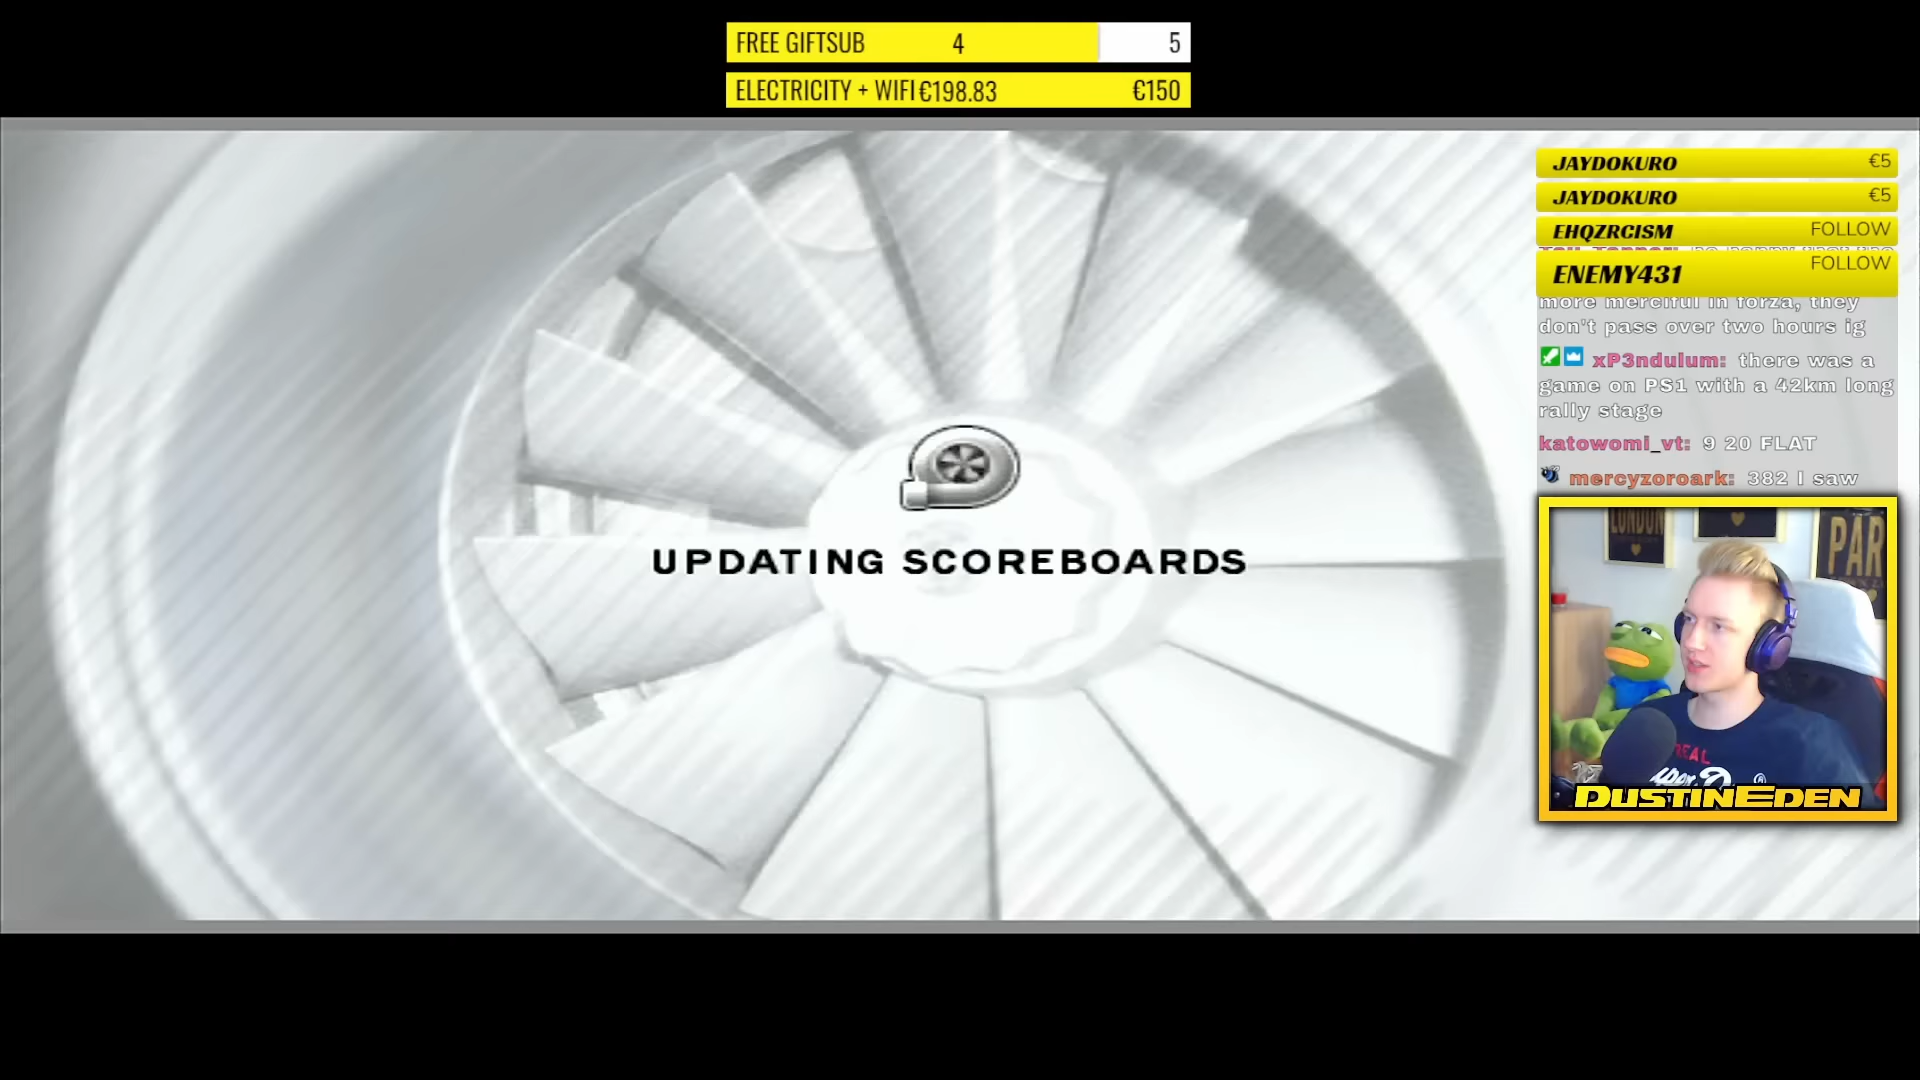 FREE GIFTSUB 4 5
ELECTRICITY + WIFI €198.83 €150
JAYDOKURO €5
JAYDOKURO €5
EHQZRCISM FOLLOW
ENEMY431 FOLLOW
more merciful in forza, they
don't pass over two hours ig
xP3ndulum: there was a
game on PS1 with a 42km long
rally stage
katowomi_vt: 9 20 FLAT
mercyzoroark: 382 I saw
UPDATING SCOREBOARDS
LONDON
PAR
REAL
DUSTINEDEN